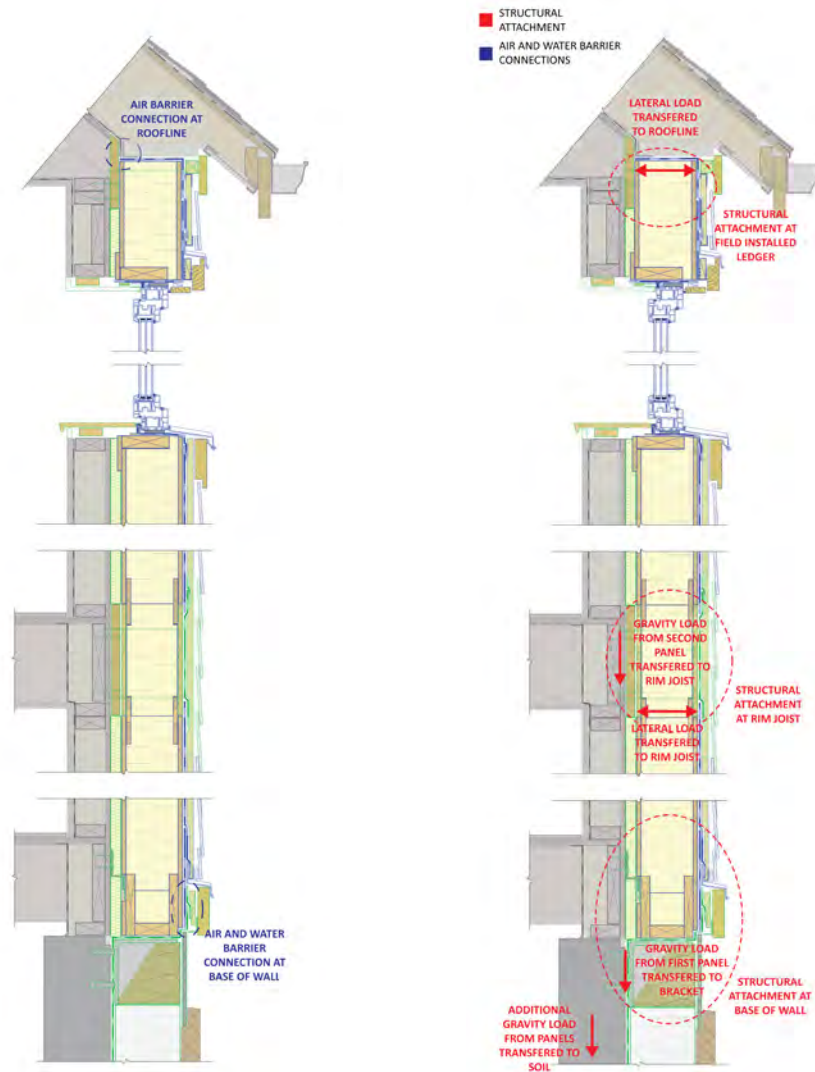 STRUCTURAL
ATTACHMENT
AIR AND WATER BARRIER
CONNECTIONS
AIR BARRIER
CONNECTION AT
ROOFLINE
LATERAL LOAD
TRANSFERED
TO ROOFLINE
STRUCTURAL
ATTACHMENT AT
FIELD INSTALLED
LEDGER
GRAVITY LOAD
FROM SECOND
PANEL
TRANSFERED TO
RIM JOIST
STRUCTURAL
ATTACHMENT
AT RIM JOIST
LATERAL LOAD
TRANSFERED
TO RIM JOIST
AIR AND WATER
BARRIER
CONNECTION AT
BASE OF WALL
GRAVITY LOAD
FROM FIRST PANEL
TRANSFERED TO
BRACKET
STRUCTURAL
ATTACHMENT AT
BASE OF WALL
ADDITIONAL
GRAVITY LOAD
FROM PANELS
TRANSFERED TO
SOIL